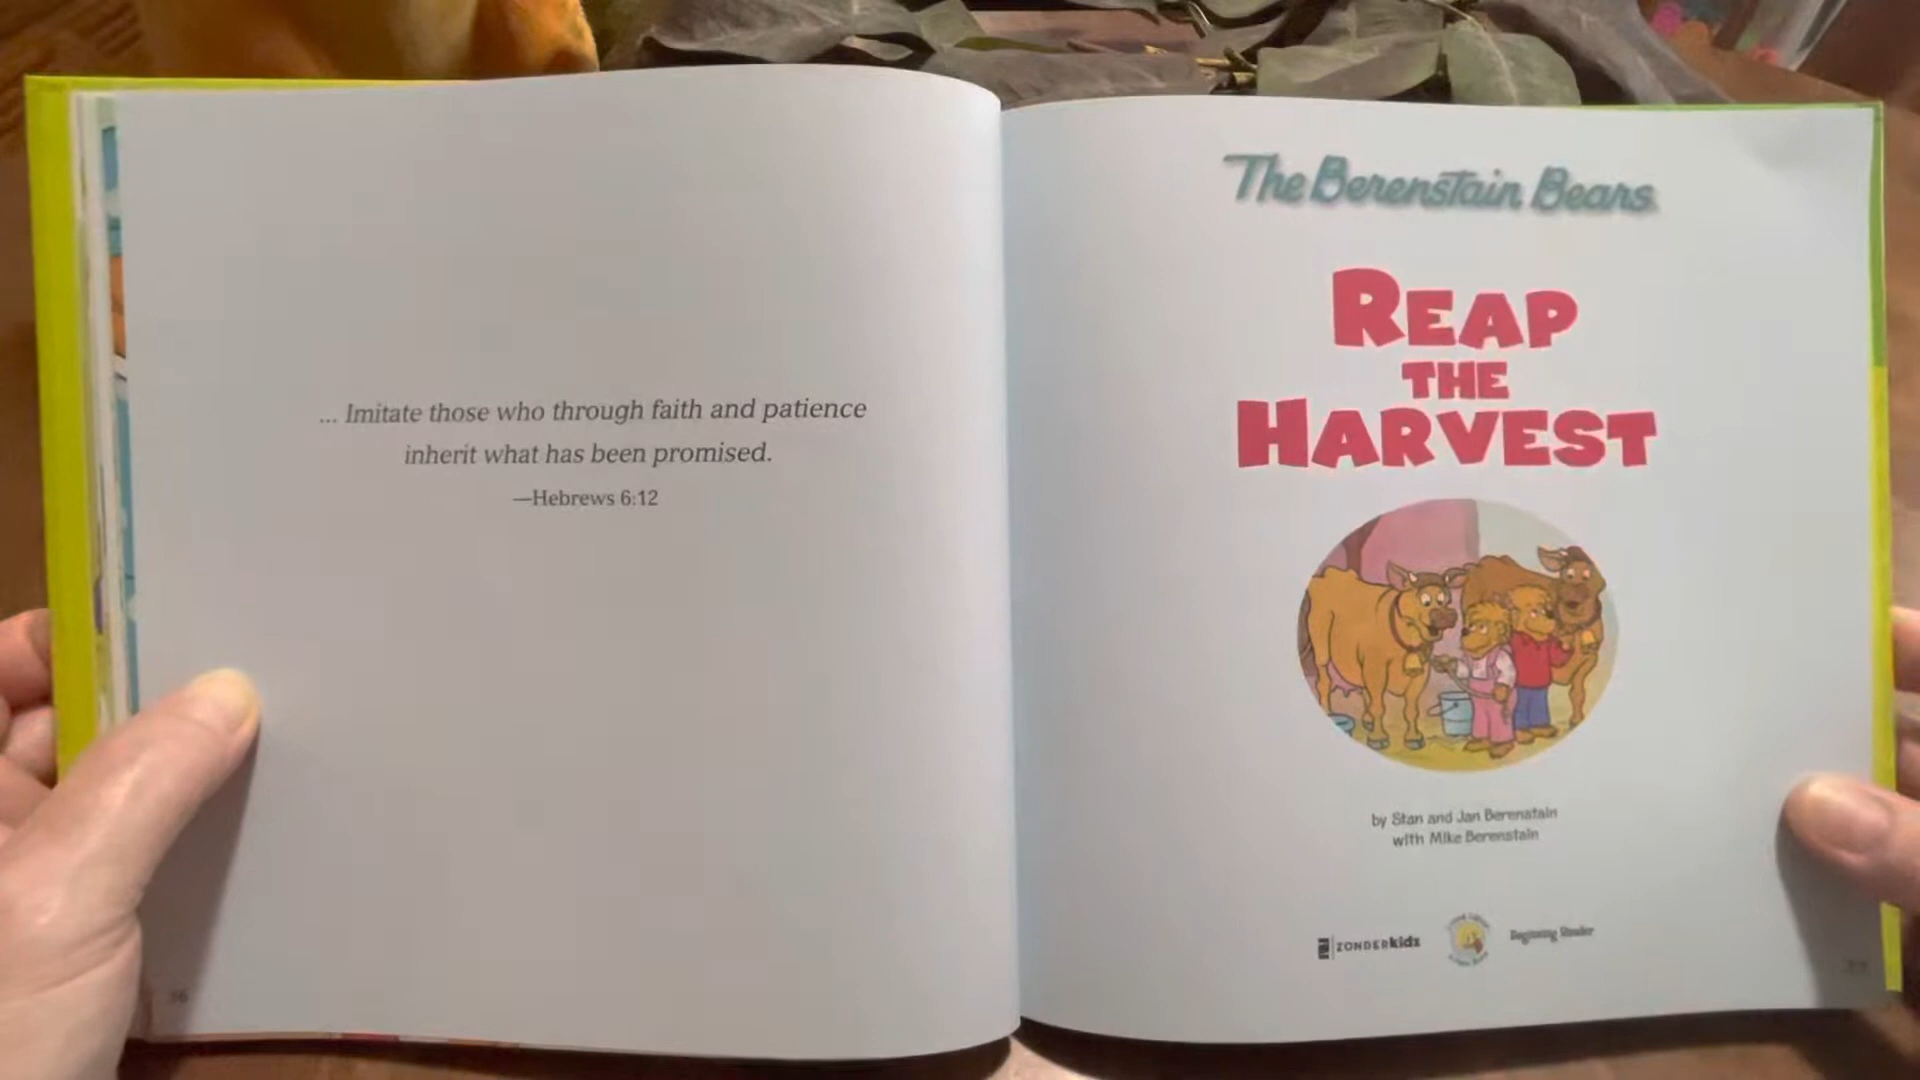 ... Imitate those who through faith and patience
inherit what has been promised.
—Hebrews 6:12
The Berenstain Bears
REAP
THE
HARVEST
by Stan and Jan Berenstain
with Mike Berenstain
ZONDERkidz